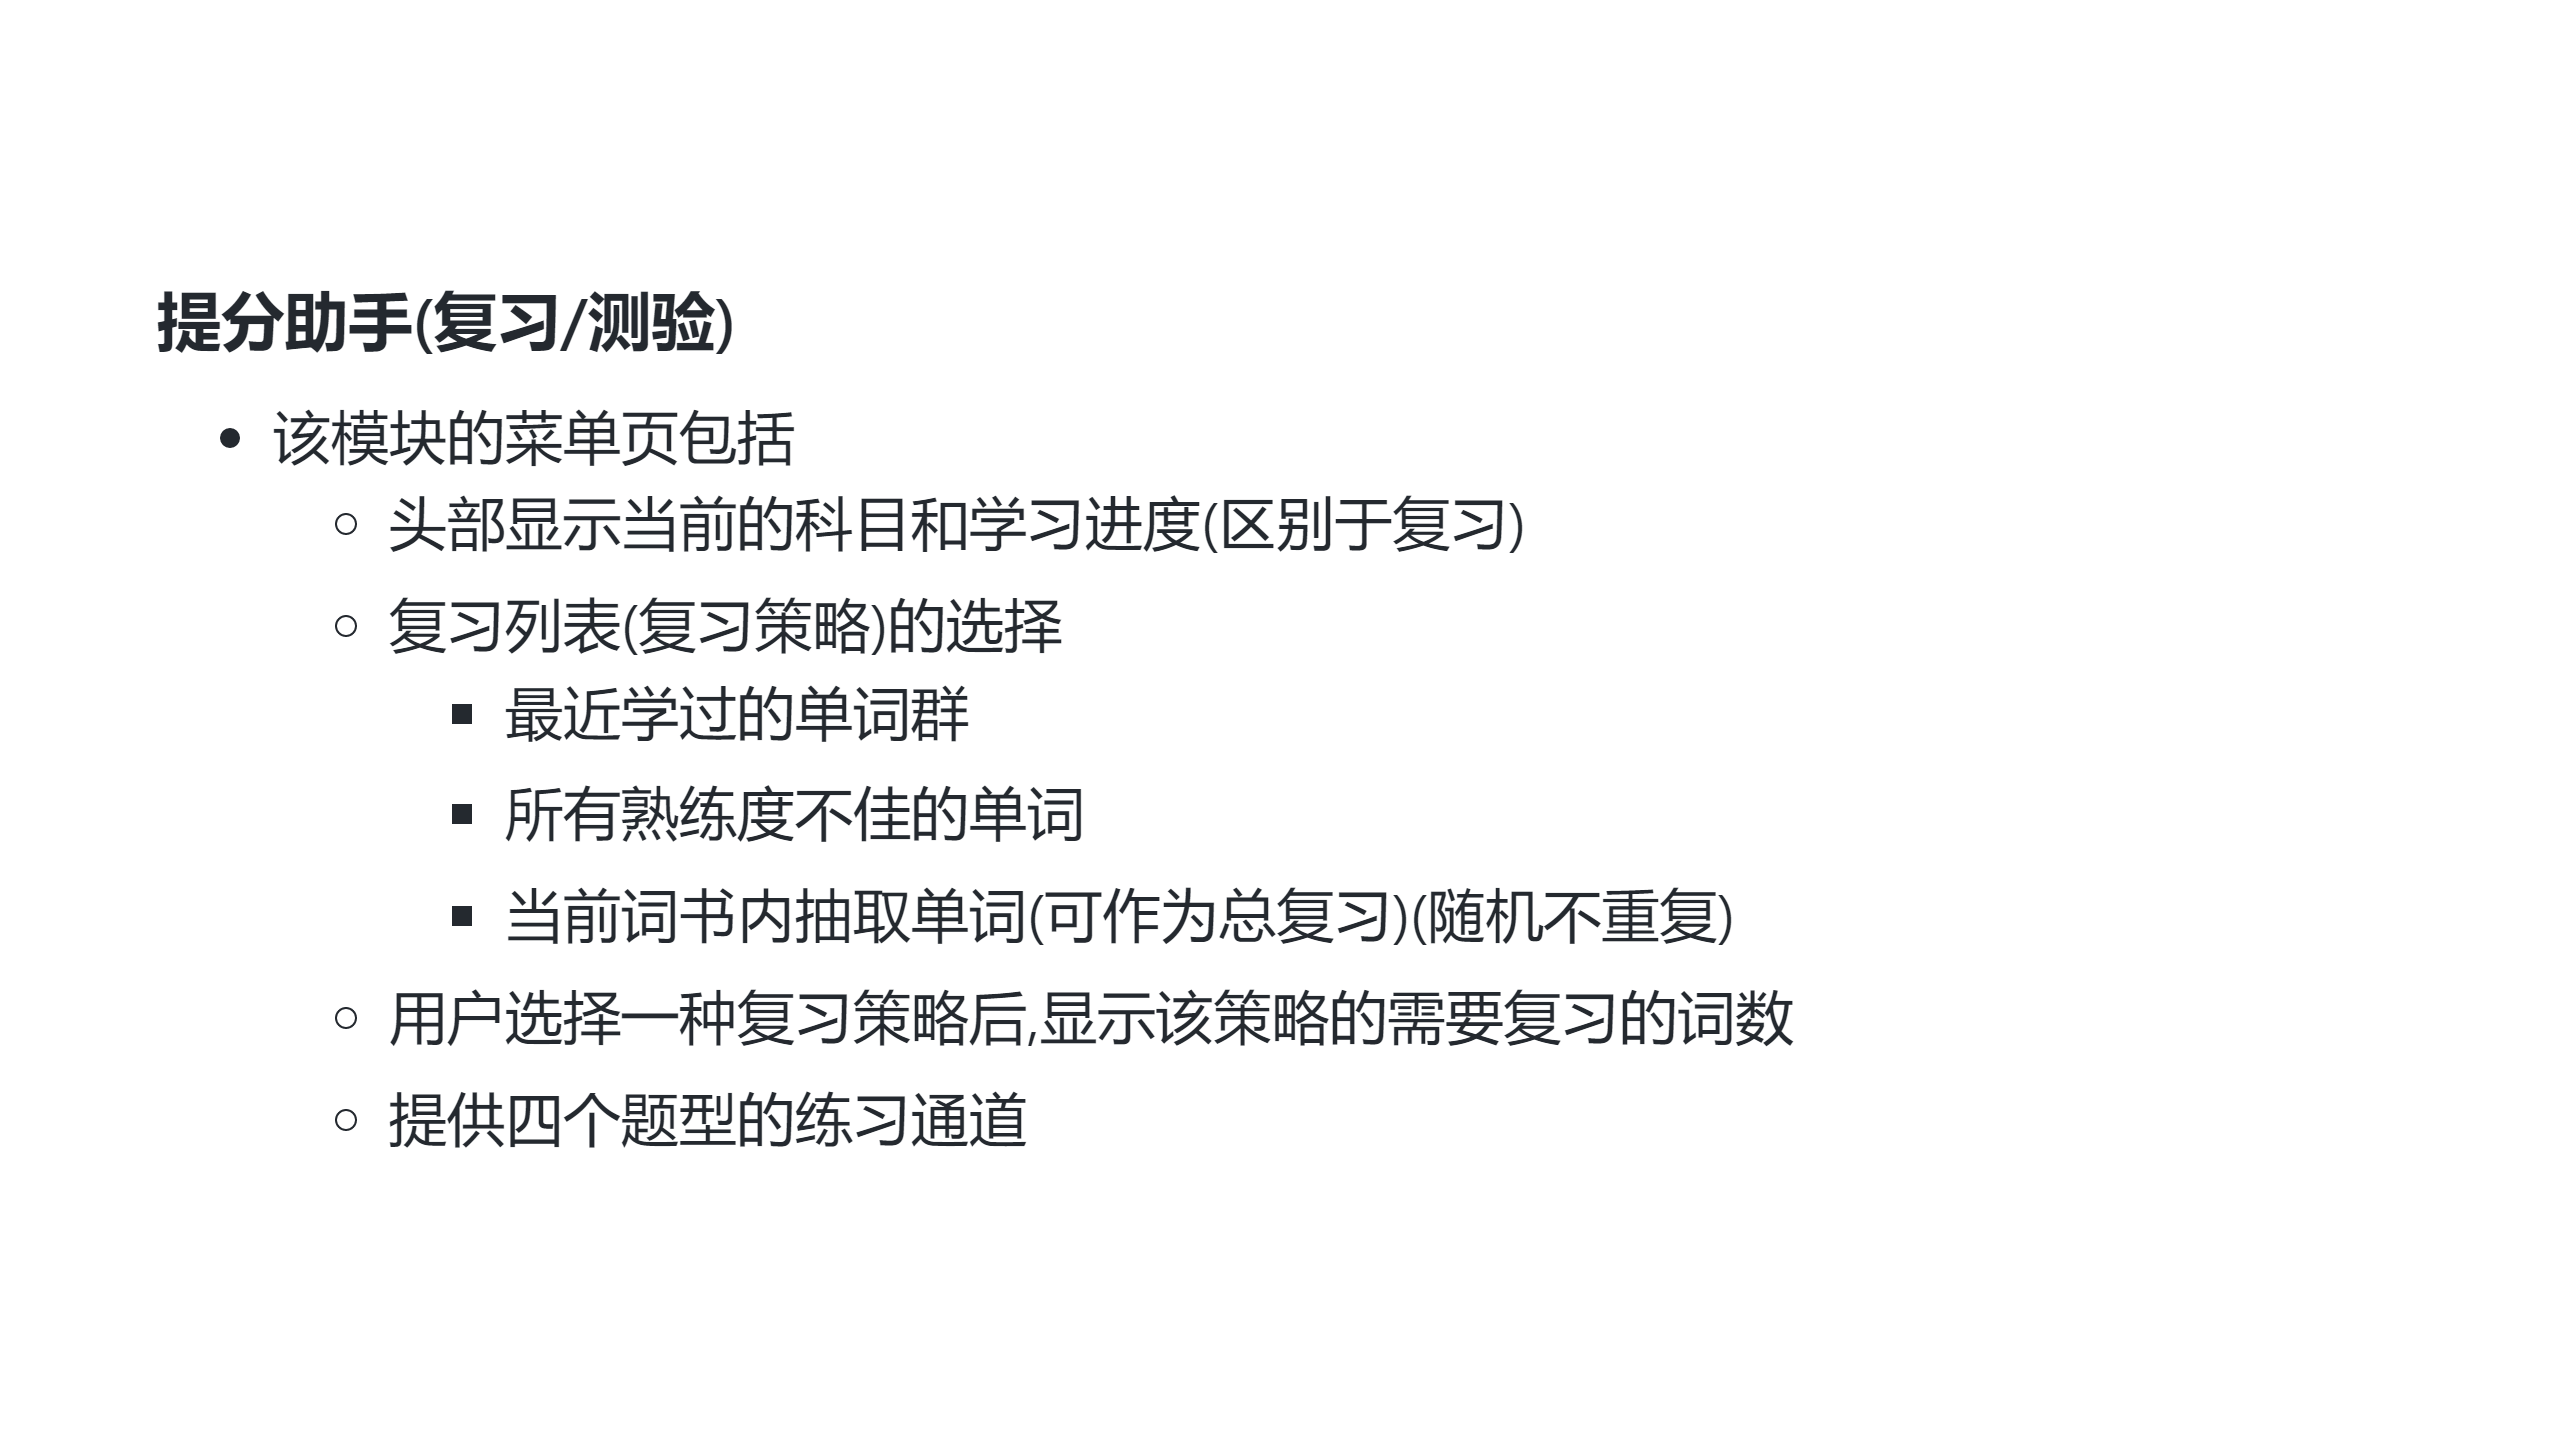 提分助手(复习/测验)
该模块的菜单页包括
头部显示当前的科目和学习进度(区别于复习)
复习列表(复习策略)的选择
最近学过的单词群
所有熟练度不佳的单词
当前词书内抽取单词(可作为总复习)(随机不重复)
用户选择一种复习策略后,显示该策略的需要复习的词数
提供四个题型的练习通道